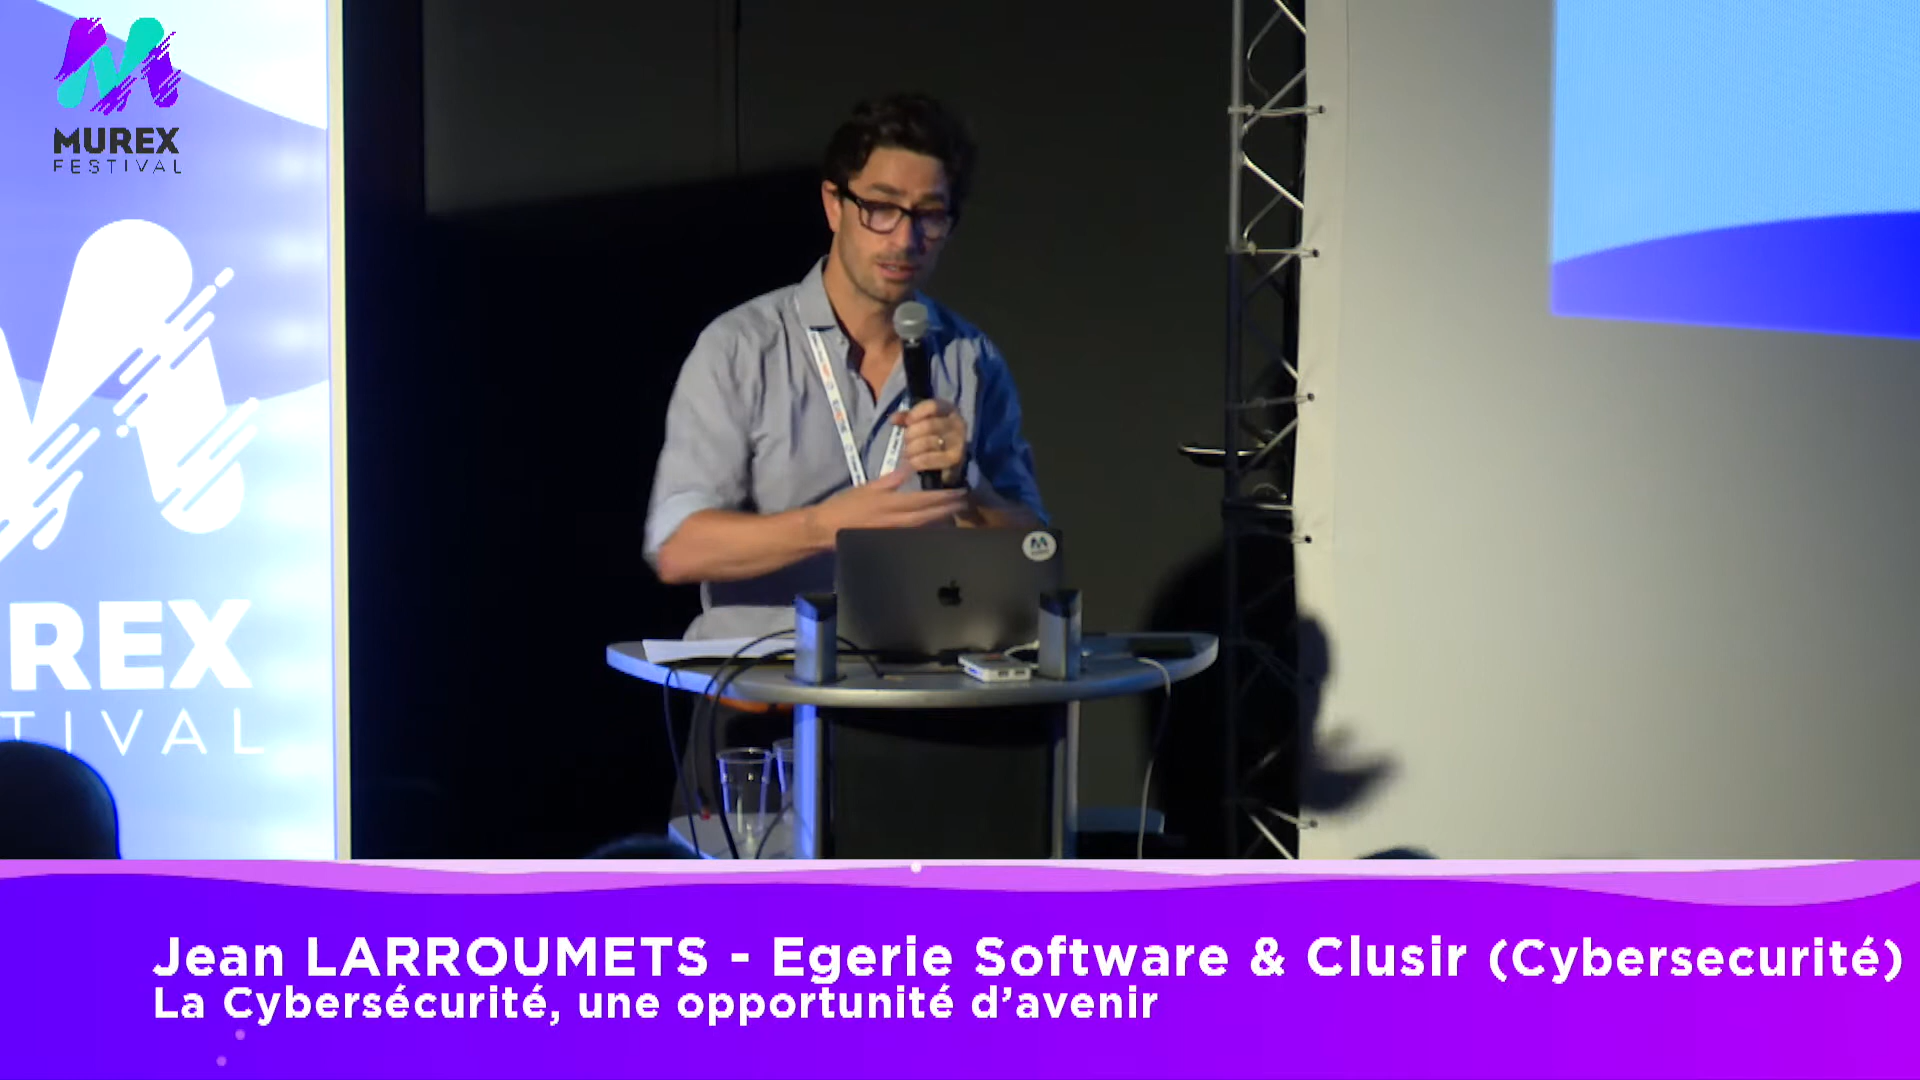 MUREX
FESTIVAL
REX
TIVAL
Jean LARROUMETS - Egerie Software & Clusir (Cybersecurité)
La Cybersécurité, une opportunité d’avenir